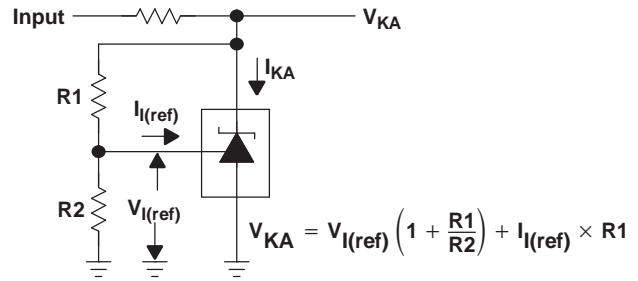 Input
V_KA
I_KA
R1
I_I(ref)
R2
V_I(ref)
V_KA = V_I(ref) (1 + R1/R2) + I_I(ref) × R1